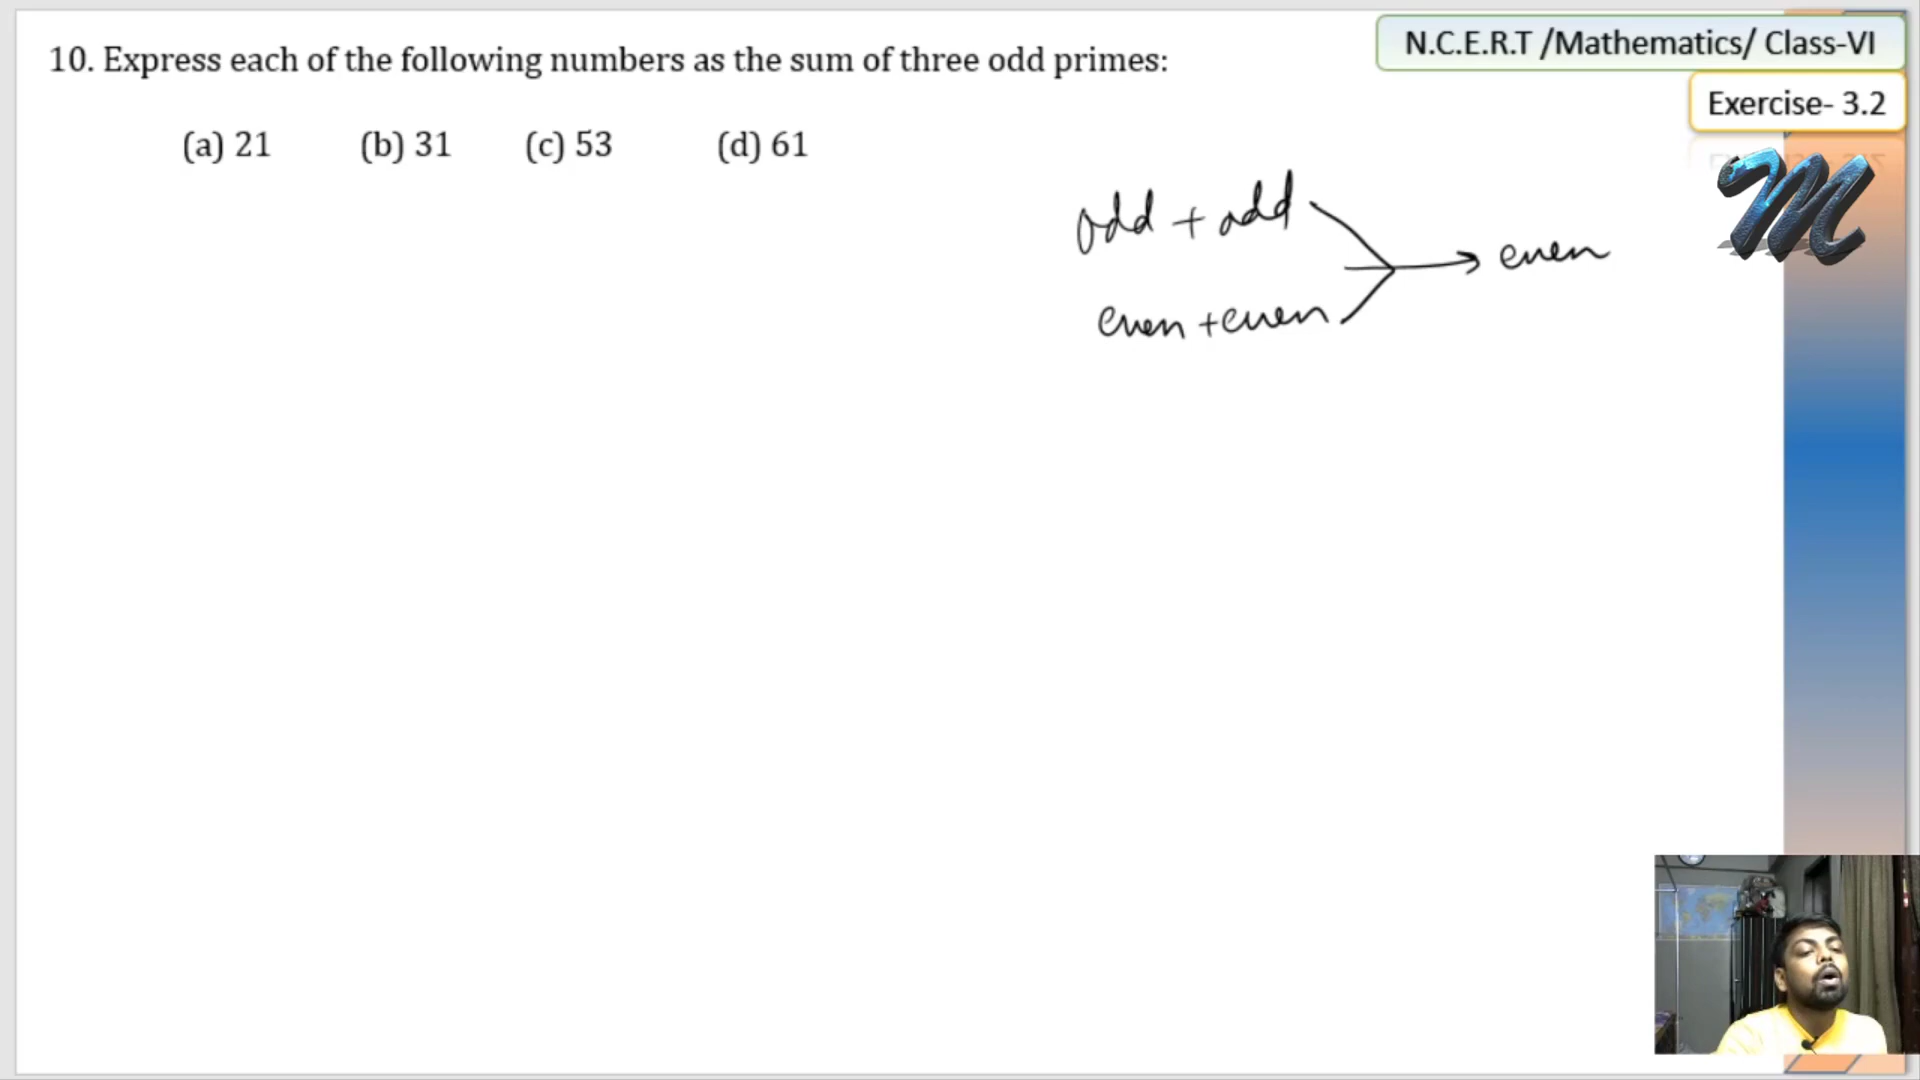 10. Express each of the following numbers as the sum of three odd primes:
(a) 21 (b) 31 (c) 53 (d) 61
N.C.E.R.T /Mathematics/ Class-VI
Exercise- 3.2
M
odd + odd
even + even
even